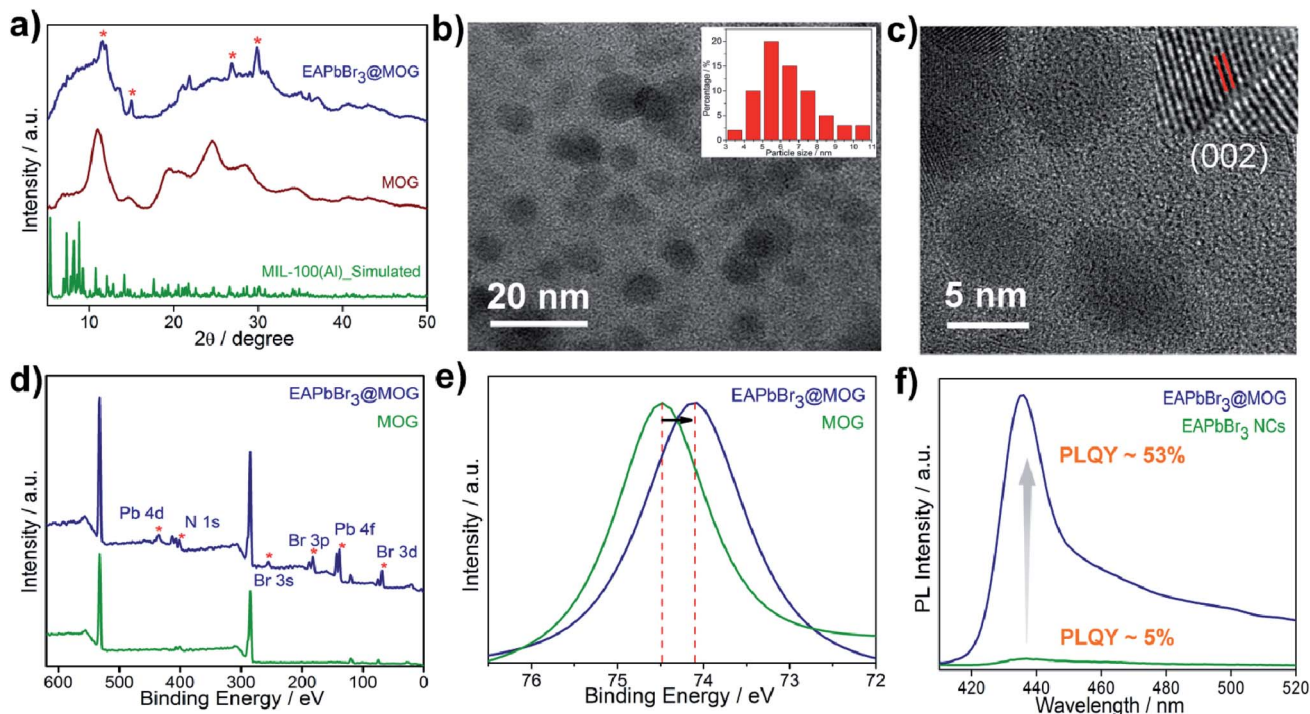 a)
EAPbBr₃@MOG
MOG
MIL-100(Al)_Simulated
Intensity / a.u.
10 20 30 40 50
2θ / degree
b)
20 nm
Percentage / %
20
15
10
5
0
3 4 5 6 7 8 9 10 11
Particle size / nm
c)
(002)
5 nm
d)
EAPbBr₃@MOG
MOG
Pb 4d
N 1s
Br 3s
Br 3p
Pb 4f
Br 3d
Intensity / a.u.
600 500 400 300 200 100 0
Binding Energy / eV
e)
EAPbBr₃@MOG
MOG
Intensity / a.u.
76 75 74 73 72
Binding Energy / eV
f)
EAPbBr₃@MOG
EAPbBr₃ NCs
PLQY ~ 53%
PLQY ~ 5%
PL Intensity / a.u.
420 440 460 480 500 520
Wavelength / nm